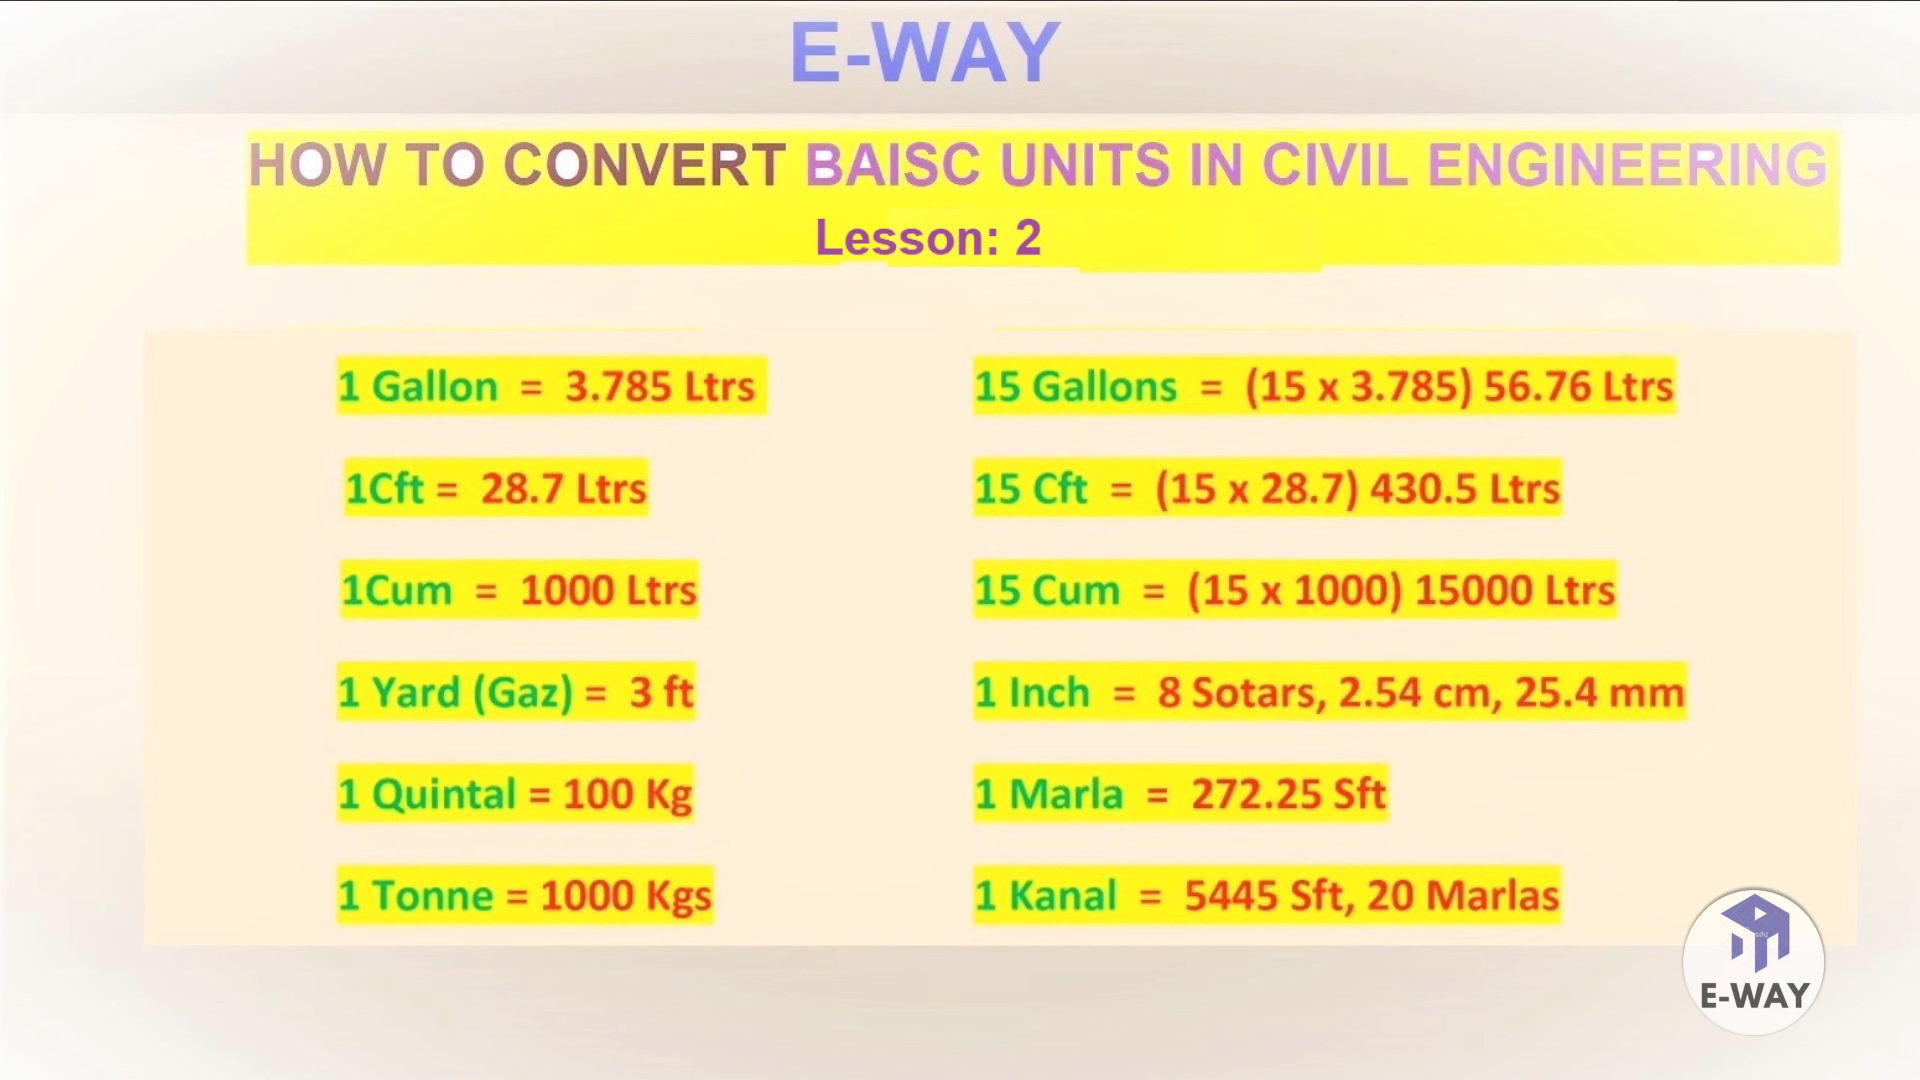 E-WAY
HOW TO CONVERT BAISC UNITS IN CIVIL ENGINEERING
Lesson: 2
1 Gallon = 3.785 Ltrs
15 Gallons = (15 x 3.785) 56.76 Ltrs
1Cft = 28.7 Ltrs
15 Cft = (15 x 28.7) 430.5 Ltrs
1Cum = 1000 Ltrs
15 Cum = (15 x 1000) 15000 Ltrs
1 Yard (Gaz) = 3 ft
1 Inch = 8 Sotars, 2.54 cm, 25.4 mm
1 Quintal = 100 Kg
1 Marla = 272.25 Sft
1 Tonne = 1000 Kgs
1 Kanal = 5445 Sft, 20 Marlas
E-WAY